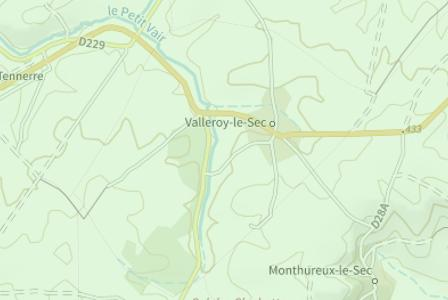 le Petit Vair
D229
Tennerre
Valleroy-le-Sec
433
D28A
Monthureux-le-Sec